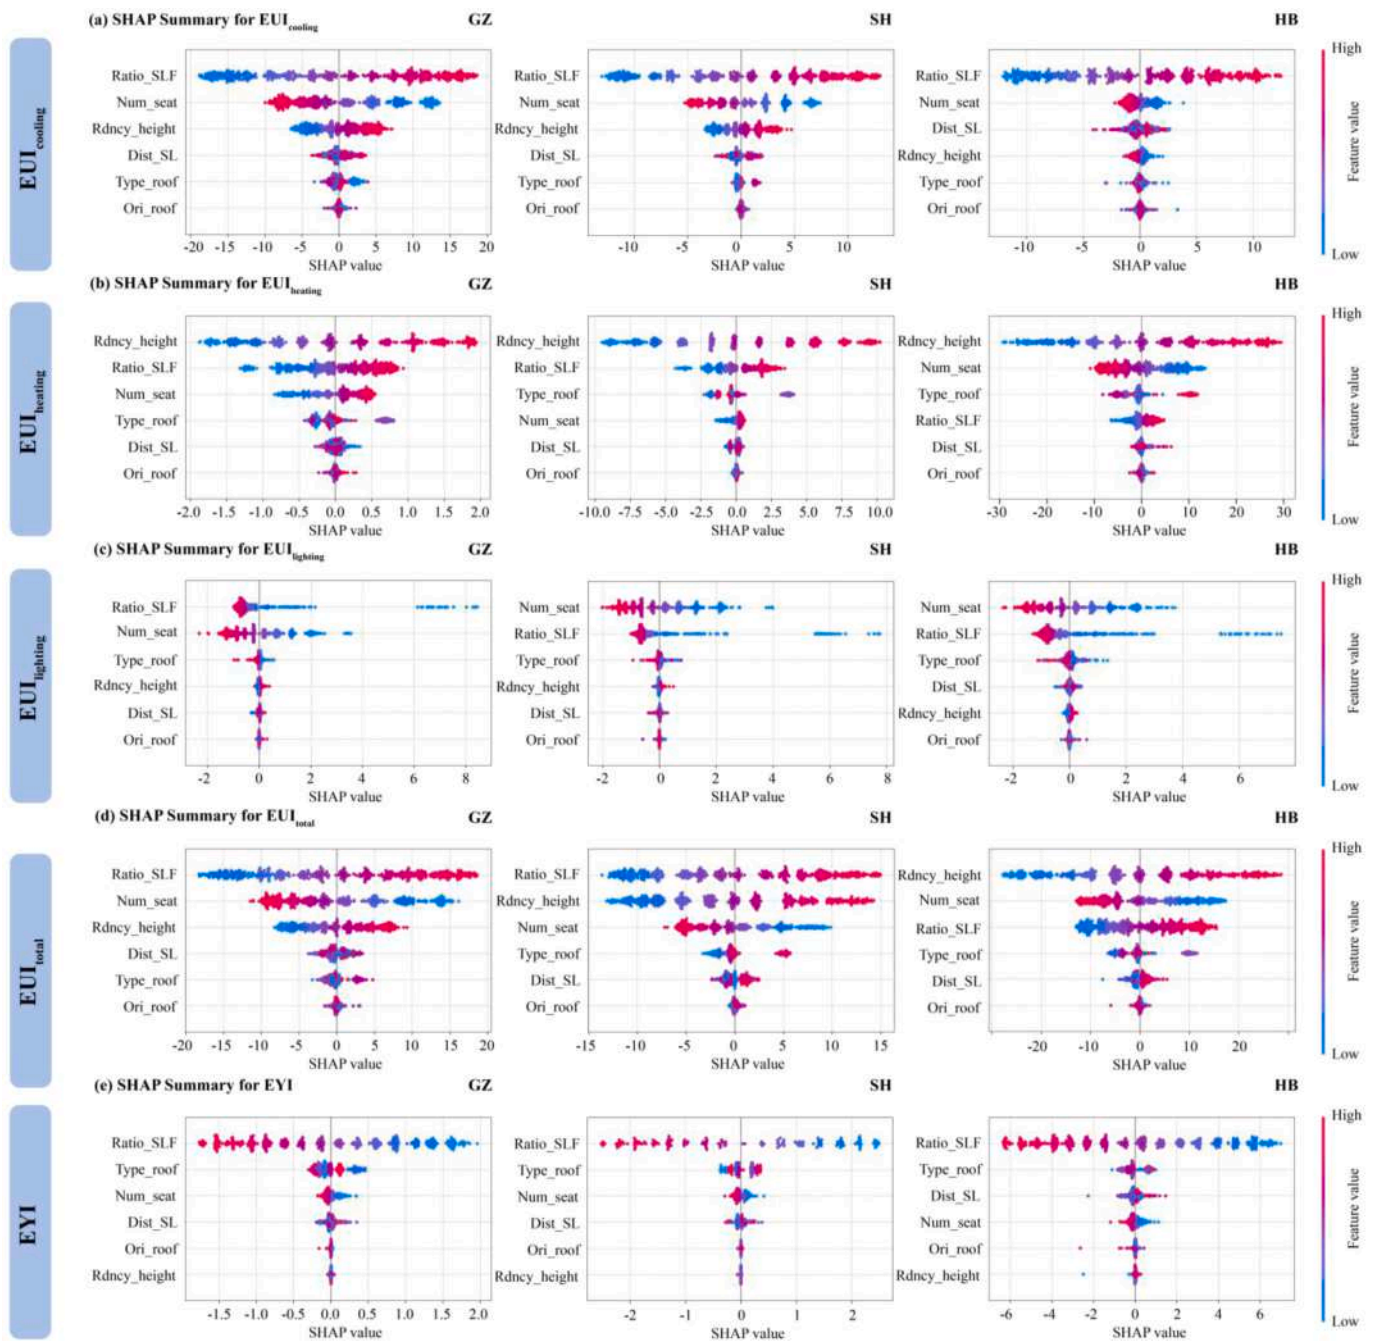 (a) SHAP Summary for EUIcooling GZ SH HB
EUIcooling
Ratio_SLF
Num_seat
Rdncy_height
Dist_SL
Type_roof
Ori_roof
-20 -15 -10 -5 0 5 10 15 20
SHAP value
Ratio_SLF
Num_seat
Rdncy_height
Dist_SL
Type_roof
Ori_roof
-10 -5 0 5 10
SHAP value
Ratio_SLF
Num_seat
Dist_SL
Rdncy_height
Type_roof
Ori_roof
-10 -5 0 5 10
SHAP value
High
Feature value
Low
(b) SHAP Summary for EUIheating GZ SH HB
EUIheating
Rdncy_height
Ratio_SLF
Num_seat
Type_roof
Dist_SL
Ori_roof
-2.0 -1.5 -1.0 -0.5 0.0 0.5 1.0 1.5 2.0
SHAP value
Rdncy_height
Ratio_SLF
Type_roof
Num_seat
Dist_SL
Ori_roof
-10.0 -7.5 -5.0 -2.5 0.0 2.5 5.0 7.5 10.0
SHAP value
Rdncy_height
Num_seat
Type_roof
Ratio_SLF
Dist_SL
Ori_roof
-30 -20 -10 0 10 20 30
SHAP value
High
Feature value
Low
(c) SHAP Summary for EUIlighting GZ SH HB
EUIlighting
Ratio_SLF
Num_seat
Type_roof
Rdncy_height
Dist_SL
Ori_roof
-2 0 2 4 6 8
SHAP value
Num_seat
Ratio_SLF
Type_roof
Rdncy_height
Dist_SL
Ori_roof
-2 0 2 4 6 8
SHAP value
Num_seat
Ratio_SLF
Type_roof
Dist_SL
Rdncy_height
Ori_roof
-2 0 2 4 6
SHAP value
High
Feature value
Low
(d) SHAP Summary for EUItotal GZ SH HB
EUItotal
Ratio_SLF
Num_seat
Rdncy_height
Dist_SL
Type_roof
Ori_roof
-20 -15 -10 -5 0 5 10 15 20
SHAP value
Ratio_SLF
Rdncy_height
Num_seat
Type_roof
Dist_SL
Ori_roof
-15 -10 -5 0 5 10 15
SHAP value
Rdncy_height
Num_seat
Ratio_SLF
Type_roof
Dist_SL
Ori_roof
-20 -10 0 10 20
SHAP value
High
Feature value
Low
(e) SHAP Summary for EYI GZ SH HB
EYI
Ratio_SLF
Type_roof
Num_seat
Dist_SL
Ori_roof
Rdncy_height
-1.5 -1.0 -0.5 0.0 0.5 1.0 1.5 2.0
SHAP value
Ratio_SLF
Type_roof
Num_seat
Dist_SL
Ori_roof
Rdncy_height
-2 -1 0 1 2
SHAP value
Ratio_SLF
Type_roof
Dist_SL
Num_seat
Ori_roof
Rdncy_height
-6 -4 -2 0 2 4 6
SHAP value
High
Feature value
Low